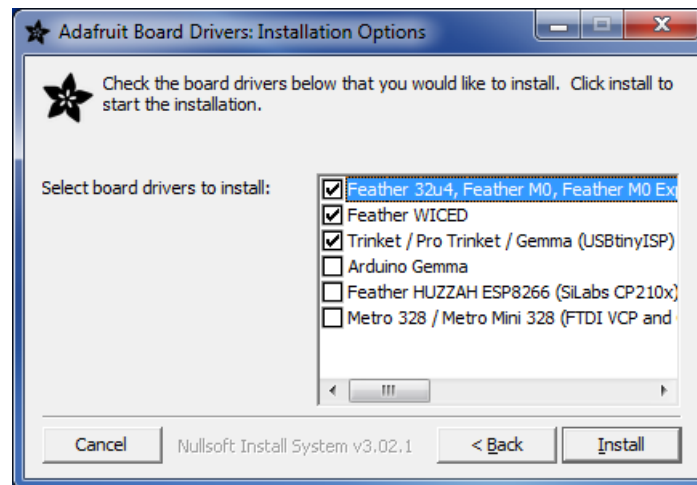 Adafruit Board Drivers: Installation Options
Check the board drivers below that you would like to install. Click install to
start the installation.
Select board drivers to install:
Feather 32u4, Feather M0, Feather M0
Feather WICED
Trinket / Pro Trinket / Gemma (USBtinyISP)
Arduino Gemma
Feather HUZZAH ESP8266 (SiLabs CP210x)
Metro 328 / Metro Mini 328 (FTDI VCP and
Cancel
Nullsoft Install System v3.02.1
< Back
Install